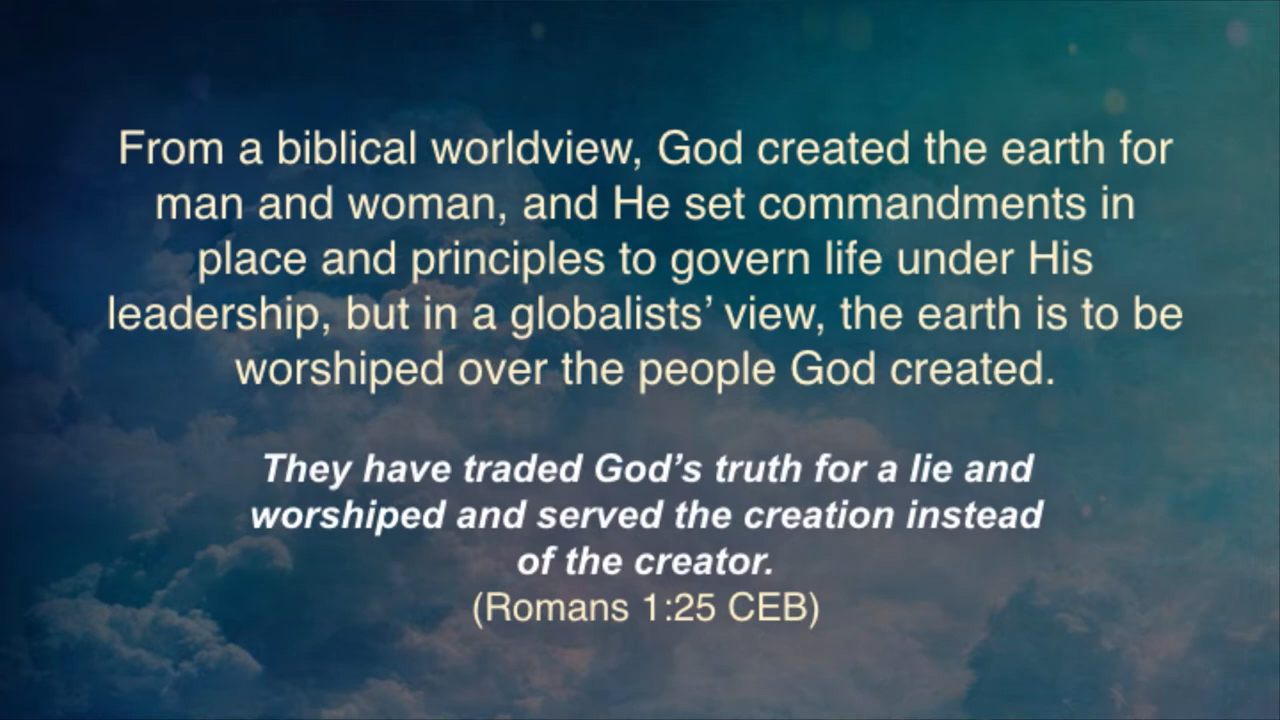 From a biblical worldview, God created the earth for
man and woman, and He set commandments in
place and principles to govern life under His
leadership, but in a globalists’ view, the earth is to be
worshiped over the people God created.
They have traded God’s truth for a lie and
worshiped and served the creation instead
of the creator.
(Romans 1:25 CEB)